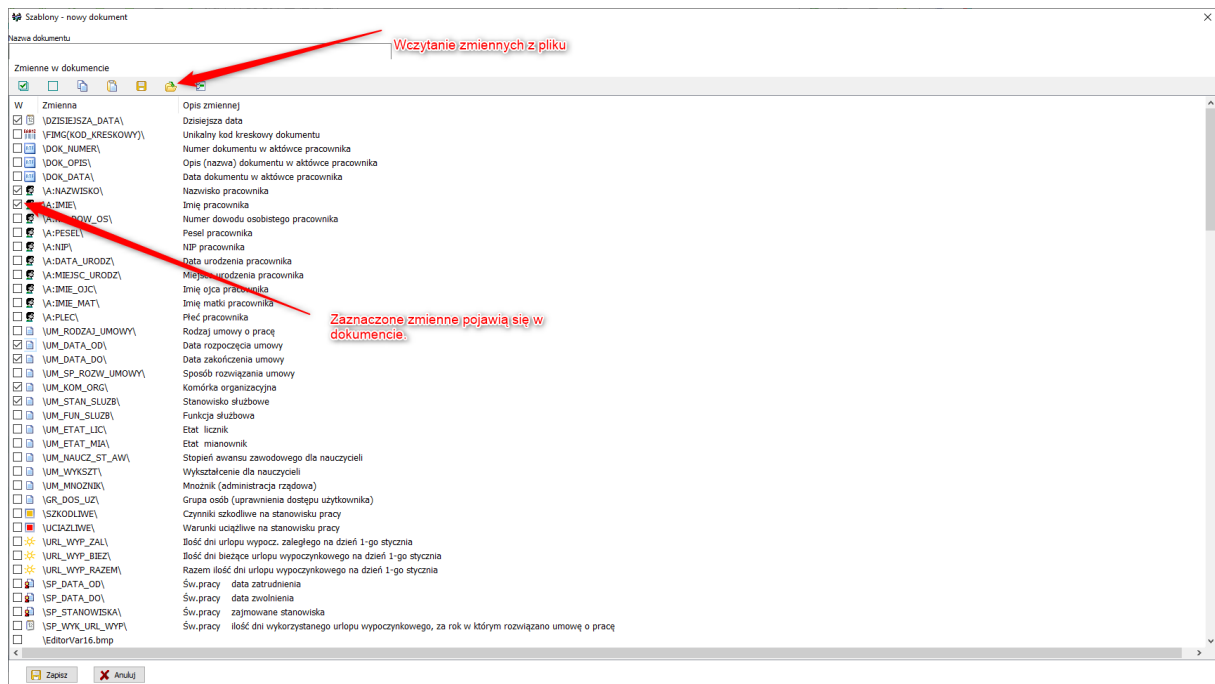 Szablony - nowy dokument
Nazwa dokumentu
Wczytanie zmiennych z pliku
Zmienne w dokumencie
W Zmienna Opis zmiennej
\DZISIEJSZA_DATA\ Dzisiejsza data
\FIMG(KOD_KRESKOWY)\ Unikalny kod kreskowy dokumentu
\DOK_NUMER\ Numer dokumentu w aktówce pracownika
\DOK_OPIS\ Opis (nazwa) dokumentu w aktówce pracownika
\DOK_DATA\ Data dokumentu w aktówce pracownika
\A:NAZWISKO\ Nazwisko pracownika
\A:IMIE\ Imię pracownika
Numer dowodu osobistego pracownika
\A:PESEL\ Pesel pracownika
\A:NIP\ NIP pracownika
\A:DATA_URODZ\ Data urodzenia pracownika
\A:MIEJSC_URODZ\ Miejsce urodzenia pracownika
\A:IMIE_OJC\ Imię ojca pracownika
\A:IMIE_MAT\ Imię matki pracownika
\A:PLEC\ Płeć pracownika
Zaznaczone zmienne pojawią się w
dokumencie.
\UM_RODZAJ_UMOWY\ Rodzaj umowy o pracę
\UM_DATA_OD\ Data rozpoczęcia umowy
\UM_DATA_DO\ Data zakończenia umowy
\UM_SP_ROZW_UMOWY\ Sposób rozwiązania umowy
\UM_KOM_ORG\ Komórka organizacyjna
\UM_STAN_SLUZB\ Stanowisko służbowe
\UM_FUN_SLUZB\ Funkcja służbowa
\UM_ETAT_LIC\ Etat licznik
\UM_ETAT_MIA\ Etat mianownik
\UM_NAUCZ_ST_AW\ Stopień awansu zawodowego dla nauczycieli
\UM_WYKSZT\ Wykształcenie dla nauczycieli
\UM_MNOZNIK\ Mnożnik (administracja rządowa)
\GR_DOS_UZ\ Grupa osób (uprawnienia dostępu użytkownika)
\SZKODLIWE\ Czynniki szkodliwe na stanowisku pracy
\UCIAZLIWE\ Warunki uciążliwe na stanowisku pracy
\URL_WYP_ZAL\ Ilość dni urlopu wypocz. zaległego na dzień 1-go stycznia
\URL_WYP_BIEZ\ Ilość dni bieżące urlopu wypoczynkowego na dzień 1-go stycznia
\URL_WYP_RAZEM\ Razem ilość dni urlopu wypoczynkowego na dzień 1-go stycznia
\SP_DATA_OD\ Św.pracy data zatrudnienia
\SP_DATA_DO\ Św.pracy data zwolnienia
\SP_STANOWISKA\ Św.pracy zajmowane stanowiska
\SP_WYK_URL_WYP\ Św.pracy ilość dni wykorzystanego urlopu wypoczynkowego, za rok w którym rozwiązano umowę o pracę
\EditorVar16.bmp
Zapisz Anuluj